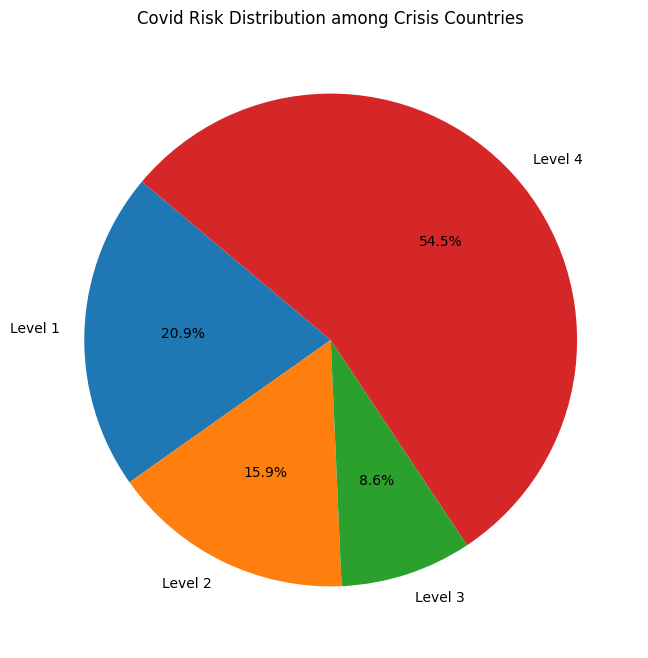 Covid Risk Distribution among Crisis Countries
Level 4
54.5%
Level 1
20.9%
15.9%
8.6%
Level 2
Level 3